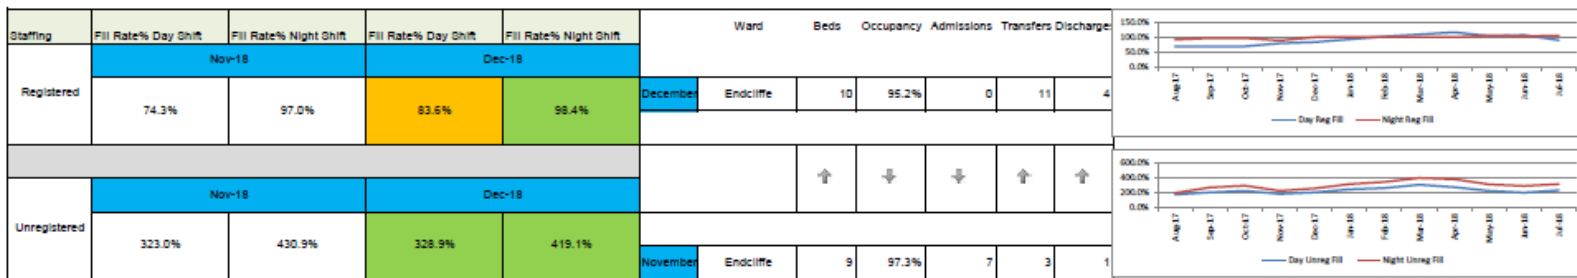 Staffing Fill Rate% Day Shift Fill Rate% Night Shift Fill Rate% Day Shift Fill Rate% Night Shift
Nov-18 Dec-18
Registered
74.3% 97.0% 83.6% 98.4%
Nov-18 Dec-18
Unregistered
323.0% 430.9% 328.9% 419.1%
Ward Beds Occupancy Admissions Transfers Discharge
December Endcliffe 10 95.2% 0 11 4
November Endcliffe 9 97.3% 7 3 1
150.0%
100.0%
50.0%
0.0%
Aug-17 Sep-17 Oct-17 Nov-17 Dec-17 Jan-18 Feb-18 Mar-18 Apr-18 May-18 Jun-18 Jul-18
Day Reg Fill Night Reg Fill
600.0%
400.0%
200.0%
0.0%
Aug-17 Sep-17 Oct-17 Nov-17 Dec-17 Jan-18 Feb-18 Mar-18 Apr-18 May-18 Jun-18 Jul-18
Day Unreg Fill Night Unreg Fill